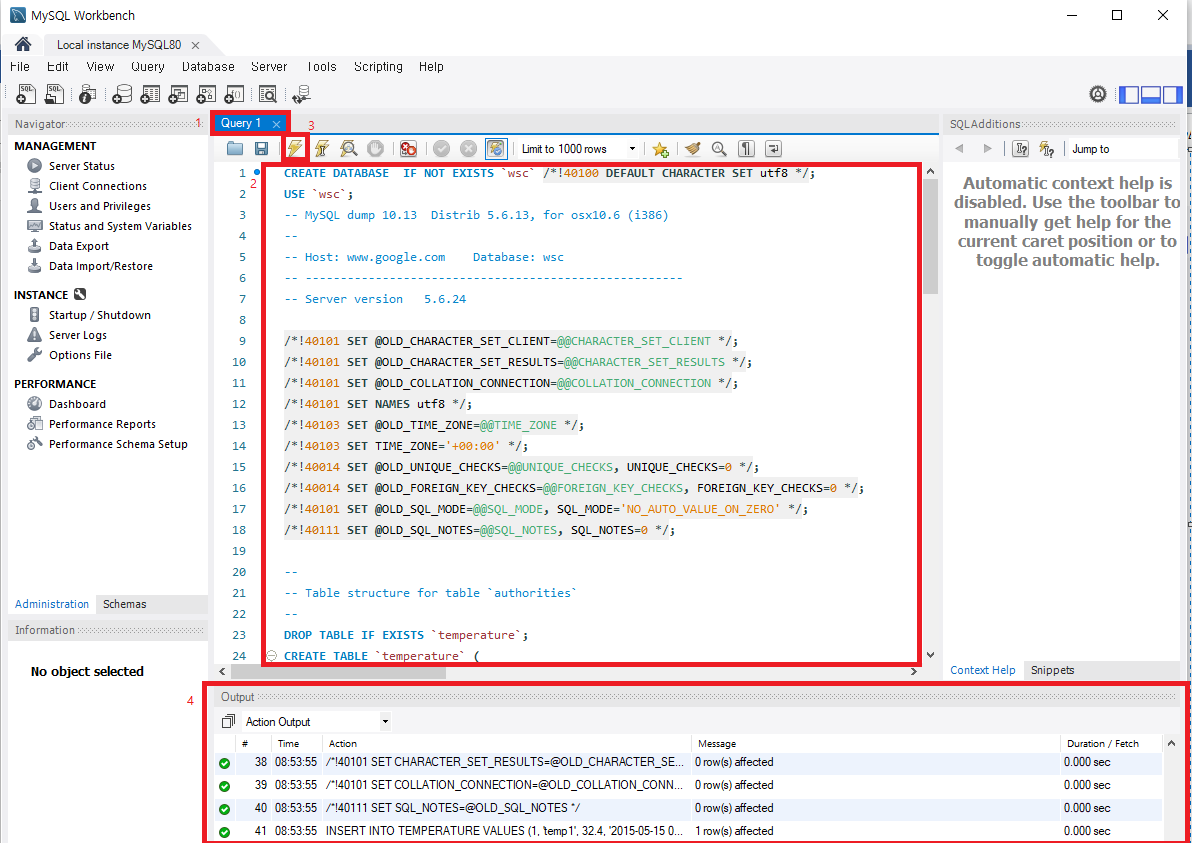 MySQL Workbench
Local instance MySQL80
File Edit View Query Database Server Tools Scripting Help
Navigator
1
Query 1
3
SQLAdditions
MANAGEMENT
Server Status
Client Connections
Users and Privileges
Status and System Variables
Data Export
Data Import/Restore
INSTANCE
Startup / Shutdown
Server Logs
Options File
PERFORMANCE
Dashboard
Performance Reports
Performance Schema Setup
Administration Schemas
Information
No object selected
Limit to 1000 rows
2
1 CREATE DATABASE  IF NOT EXISTS `wsc` /*!40100 DEFAULT CHARACTER SET utf8 */;
2 USE `wsc`;
3 -- MySQL dump 10.13  Distrib 5.6.13, for osx10.6 (i386)
4 --
5 -- Host: www.google.com    Database: wsc
6 -- ------------------------------------------------------
7 -- Server version   5.6.24
8
9 /*!40101 SET @OLD_CHARACTER_SET_CLIENT=@@CHARACTER_SET_CLIENT */;
10 /*!40101 SET @OLD_CHARACTER_SET_RESULTS=@@CHARACTER_SET_RESULTS */;
11 /*!40101 SET @OLD_COLLATION_CONNECTION=@@COLLATION_CONNECTION */;
12 /*!40101 SET NAMES utf8 */;
13 /*!40103 SET @OLD_TIME_ZONE=@@TIME_ZONE */;
14 /*!40103 SET TIME_ZONE='+00:00' */;
15 /*!40014 SET @OLD_UNIQUE_CHECKS=@@UNIQUE_CHECKS, UNIQUE_CHECKS=0 */;
16 /*!40014 SET @OLD_FOREIGN_KEY_CHECKS=@@FOREIGN_KEY_CHECKS, FOREIGN_KEY_CHECKS=0 */;
17 /*!40101 SET @OLD_SQL_MODE=@@SQL_MODE, SQL_MODE='NO_AUTO_VALUE_ON_ZERO' */;
18 /*!40111 SET @OLD_SQL_NOTES=@@SQL_NOTES, SQL_NOTES=0 */;
19
20 --
21 -- Table structure for table `authorities`
22 --
23 DROP TABLE IF EXISTS `temperature`;
24 CREATE TABLE `temperature` (
Jump to
Automatic context help is
disabled. Use the toolbar to
manually get help for the
current caret position or to
toggle automatic help.
Context Help Snippets
4
Output
Action Output
# Time Action Message Duration / Fetch
38 08:53:55 /*!40101 SET CHARACTER_SET_RESULTS=@OLD_CHARACTER_SE... 0 row(s) affected 0.000 sec
39 08:53:55 /*!40101 SET COLLATION_CONNECTION=@OLD_COLLATION_CONN... 0 row(s) affected 0.000 sec
40 08:53:55 /*!40111 SET SQL_NOTES=@OLD_SQL_NOTES */ 0 row(s) affected 0.000 sec
41 08:53:55 INSERT INTO TEMPERATURE VALUES (1, 'temp1', 32.4, '2015-05-15 0... 1 row(s) affected 0.000 sec